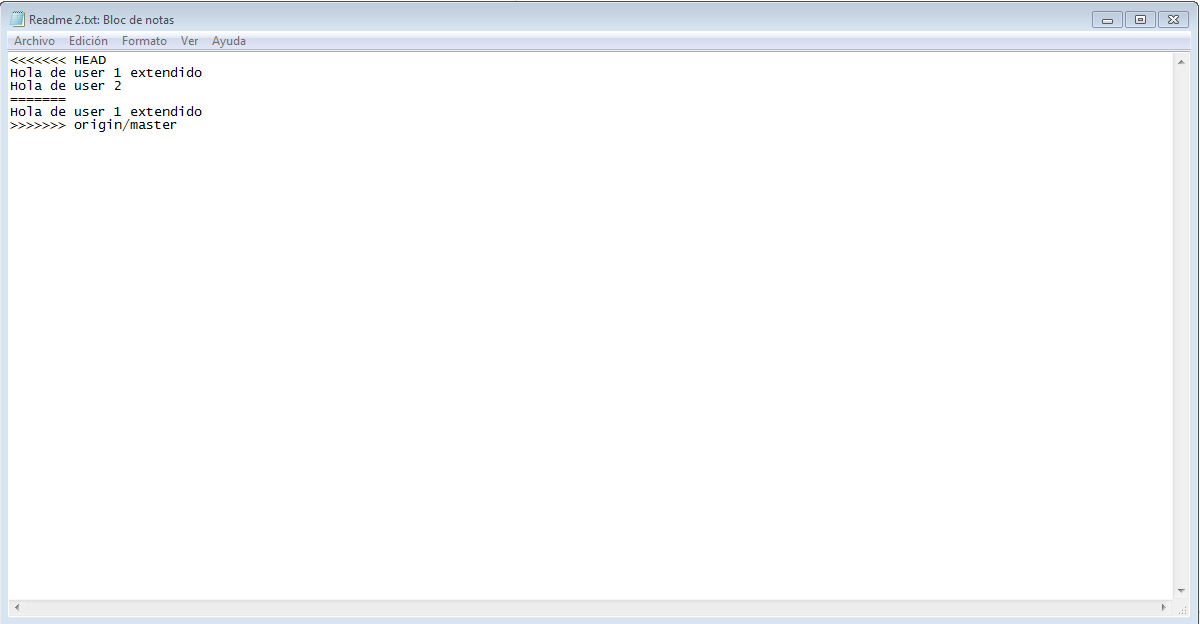 Readme 2.txt: Bloc de notas
Archivo Edición Formato Ver Ayuda
<<<<<<< HEAD
Hola de user 1 extendido
Hola de user 2
=======
Hola de user 1 extendido
>>>>>>> origin/master